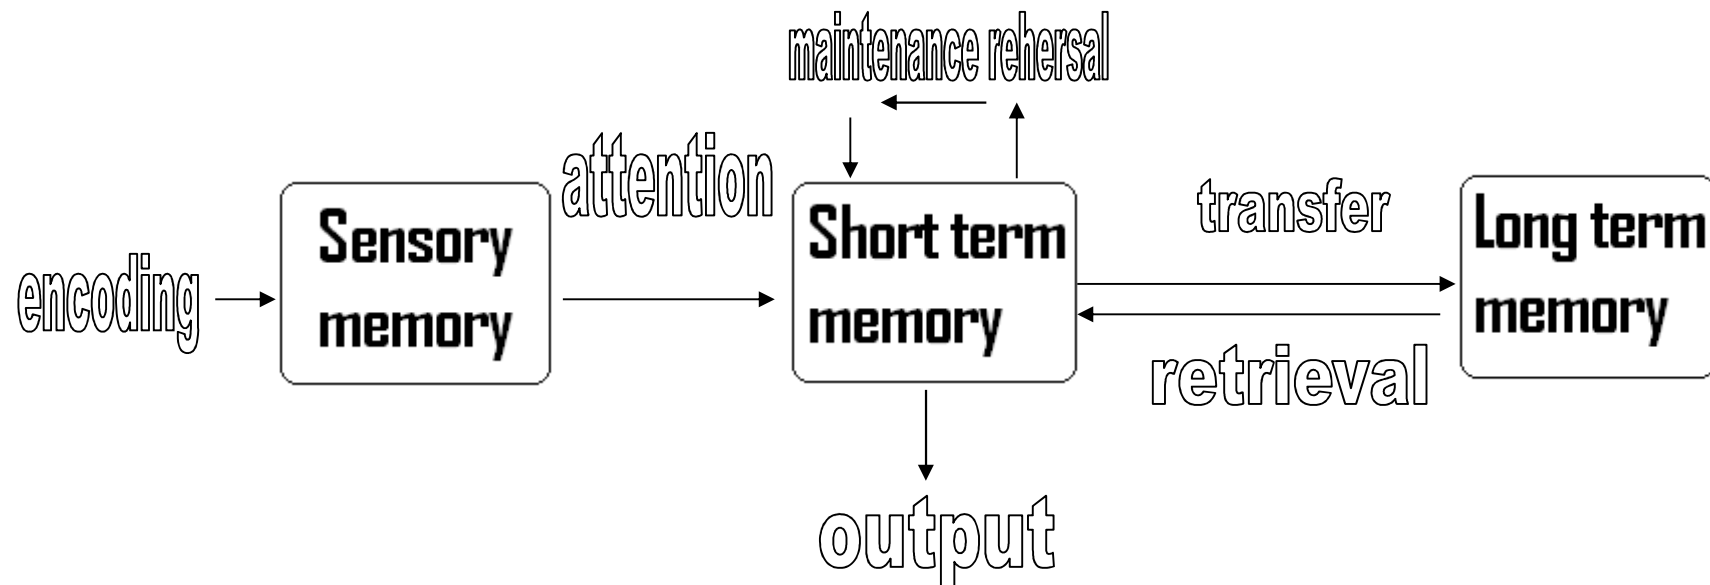 maintenance rehersal
attention
encoding
Sensory
memory
Short term
memory
transfer
retrieval
Long term
memory
output